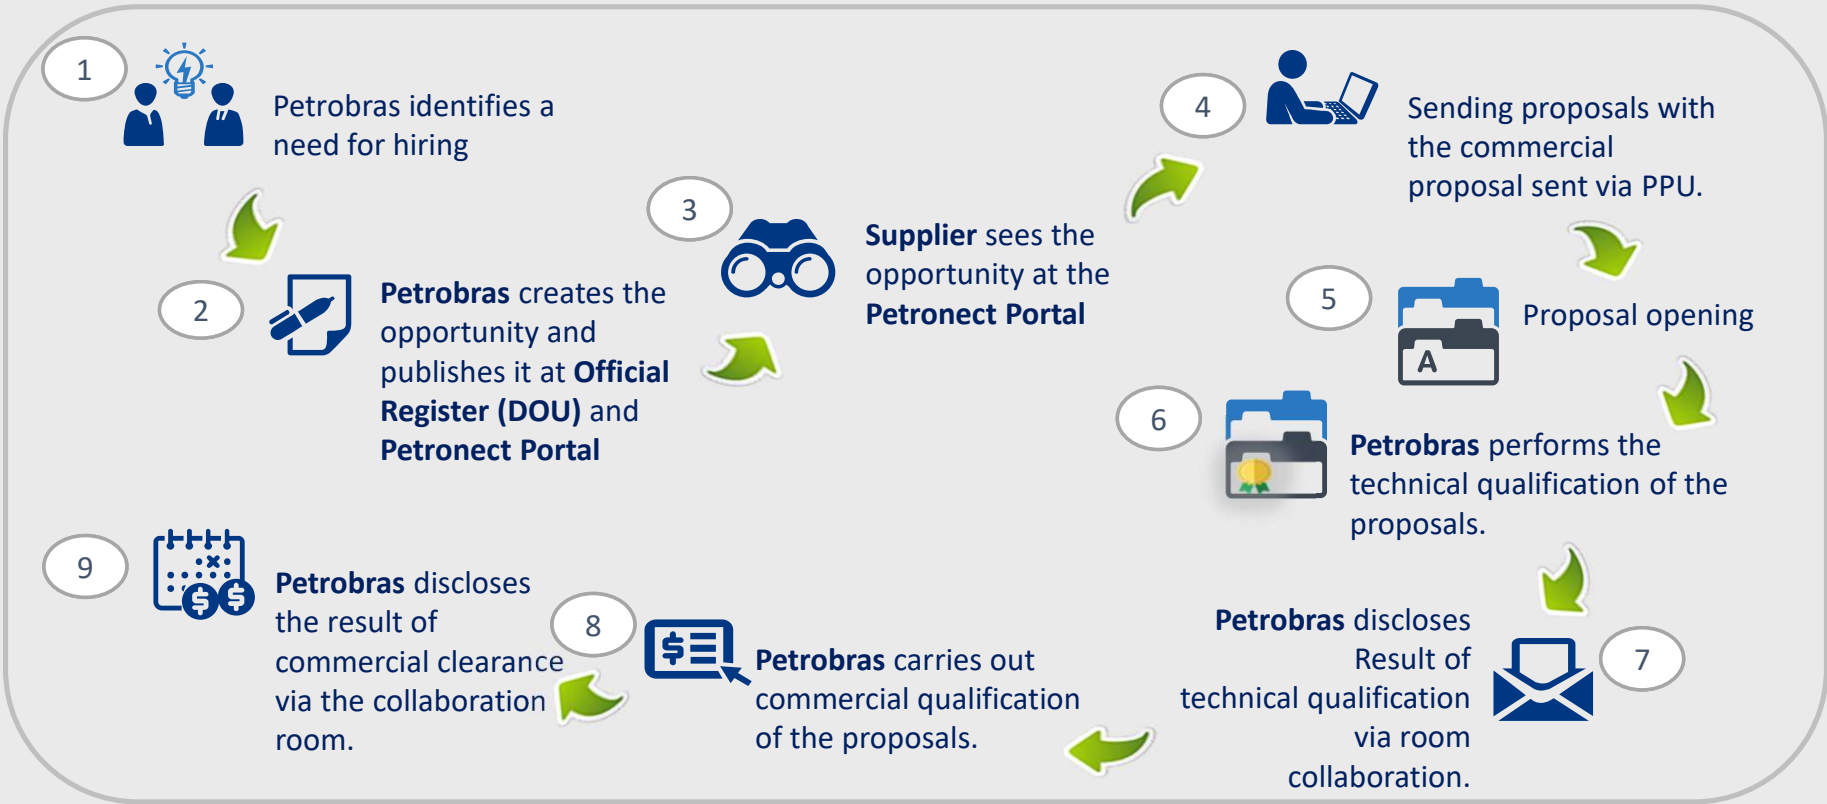 1
Petrobras identifies a
need for hiring
2
Petrobras creates the
opportunity and
publishes it at Official
Register (DOU) and
Petronect Portal
3
Supplier sees the
opportunity at the
Petronect Portal
4
Sending proposals with
the commercial
proposal sent via PPU.
5
A
Proposal opening
6
Petrobras performs the
technical qualification of the
proposals.
7
Petrobras discloses
Result of
technical qualification
via room
collaboration.
8
$
Petrobras carries out
commercial qualification
of the proposals.
9
$ $
Petrobras discloses
the result of
commercial clearance
via the collaboration
room.